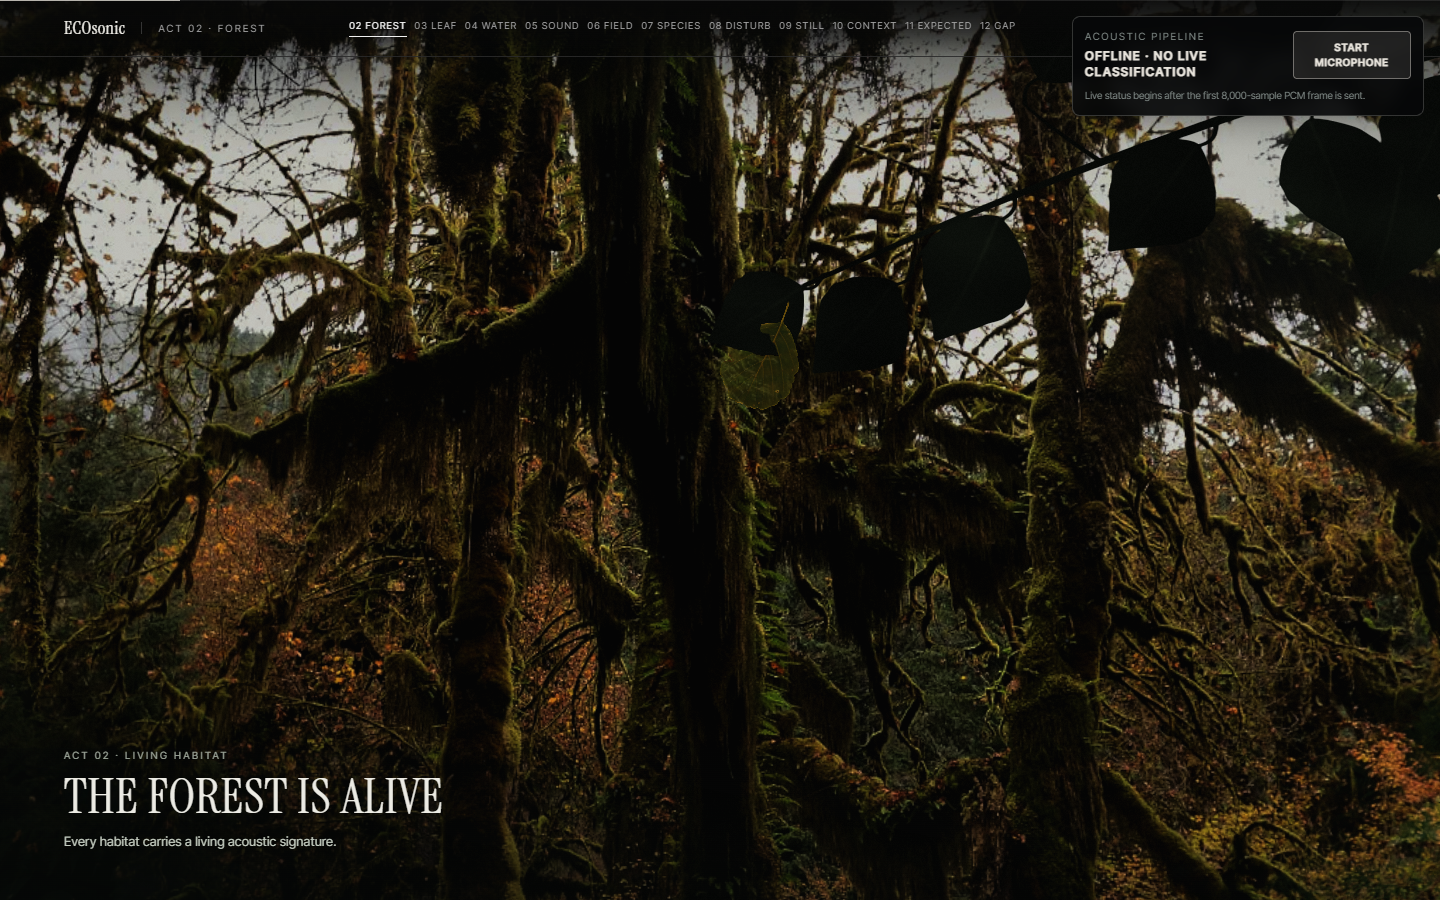 ECOsonic
ACT 02 · FOREST
02 FOREST 03 LEAF 04 WATER 05 SOUND 06 FIELD 07 SPECIES 08 DISTURB 09 STILL 10 CONTEXT 11 EXPECTED 12 GAP
ACOUSTIC PIPELINE
OFFLINE · NO LIVE
CLASSIFICATION
START
MICROPHONE
Live status begins after the first 8,000-sample PCM frame is sent.
ACT 02 · LIVING HABITAT
THE FOREST IS ALIVE
Every habitat carries a living acoustic signature.